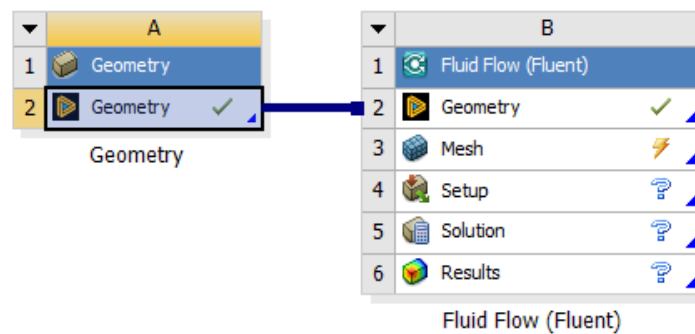 A
1 Geometry
2 Geometry
Geometry
B
1 Fluid Flow (Fluent)
2 Geometry
3 Mesh
4 Setup
5 Solution
6 Results
Fluid Flow (Fluent)